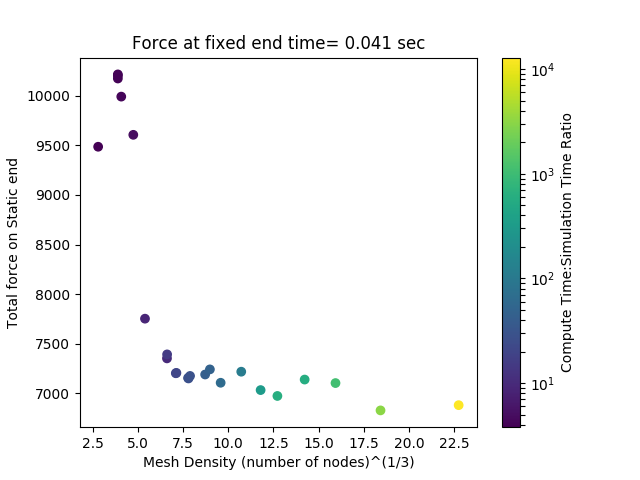 Force at fixed end time= 0.041 sec
Total force on Static end
10000
9500
9000
8500
8000
7500
7000
2.5 5.0 7.5 10.0 12.5 15.0 17.5 20.0 22.5
Mesh Density (number of nodes)^(1/3)
10^4
10^3
10^2
10^1
Compute Time:Simulation Time Ratio